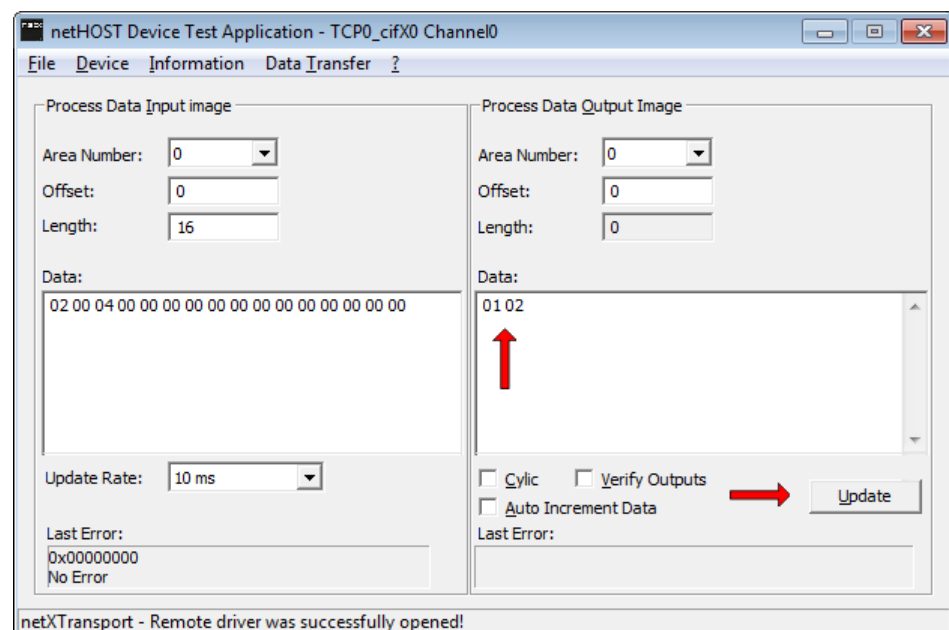 netHOST Device Test Application - TCP0_cifX0 Channel0
File Device Information Data Transfer ?
Process Data Input image
Area Number: 0
Offset: 0
Length: 16
Data:
02 00 04 00 00 00 00 00 00 00 00 00 00 00 00 00
Update Rate: 10 ms
Last Error:
0x00000000
No Error
Process Data Output Image
Area Number: 0
Offset: 0
Length: 0
Data:
01 02
Cylic Verify Outputs
Auto Increment Data
Update
Last Error:
netXTransport - Remote driver was successfully opened!